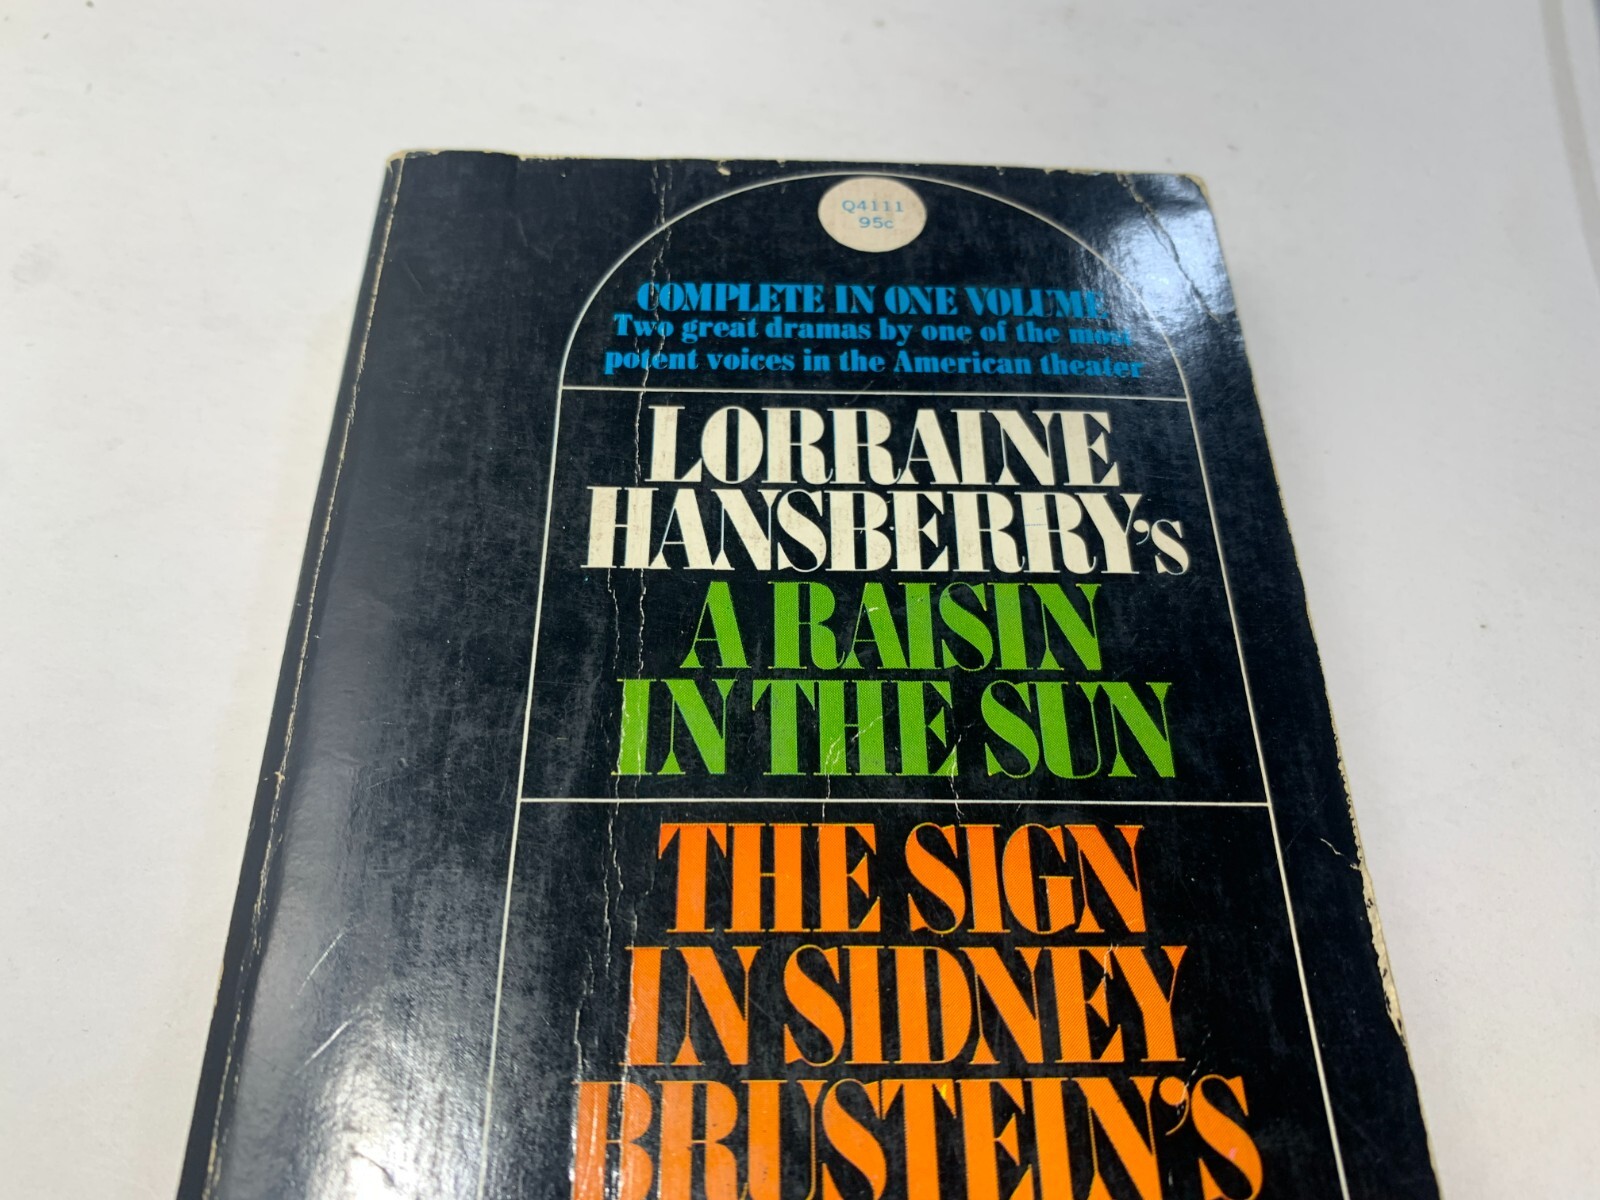 Q4111
95c
COMPLETE IN ONE VOLUME
Two great dramas by one of the most
potent voices in the American theater
LORRAINE
HANSBERRY's
A RAISIN
IN THE SUN
THE SIGN
IN SIDNEY
BRUSTEIN'S